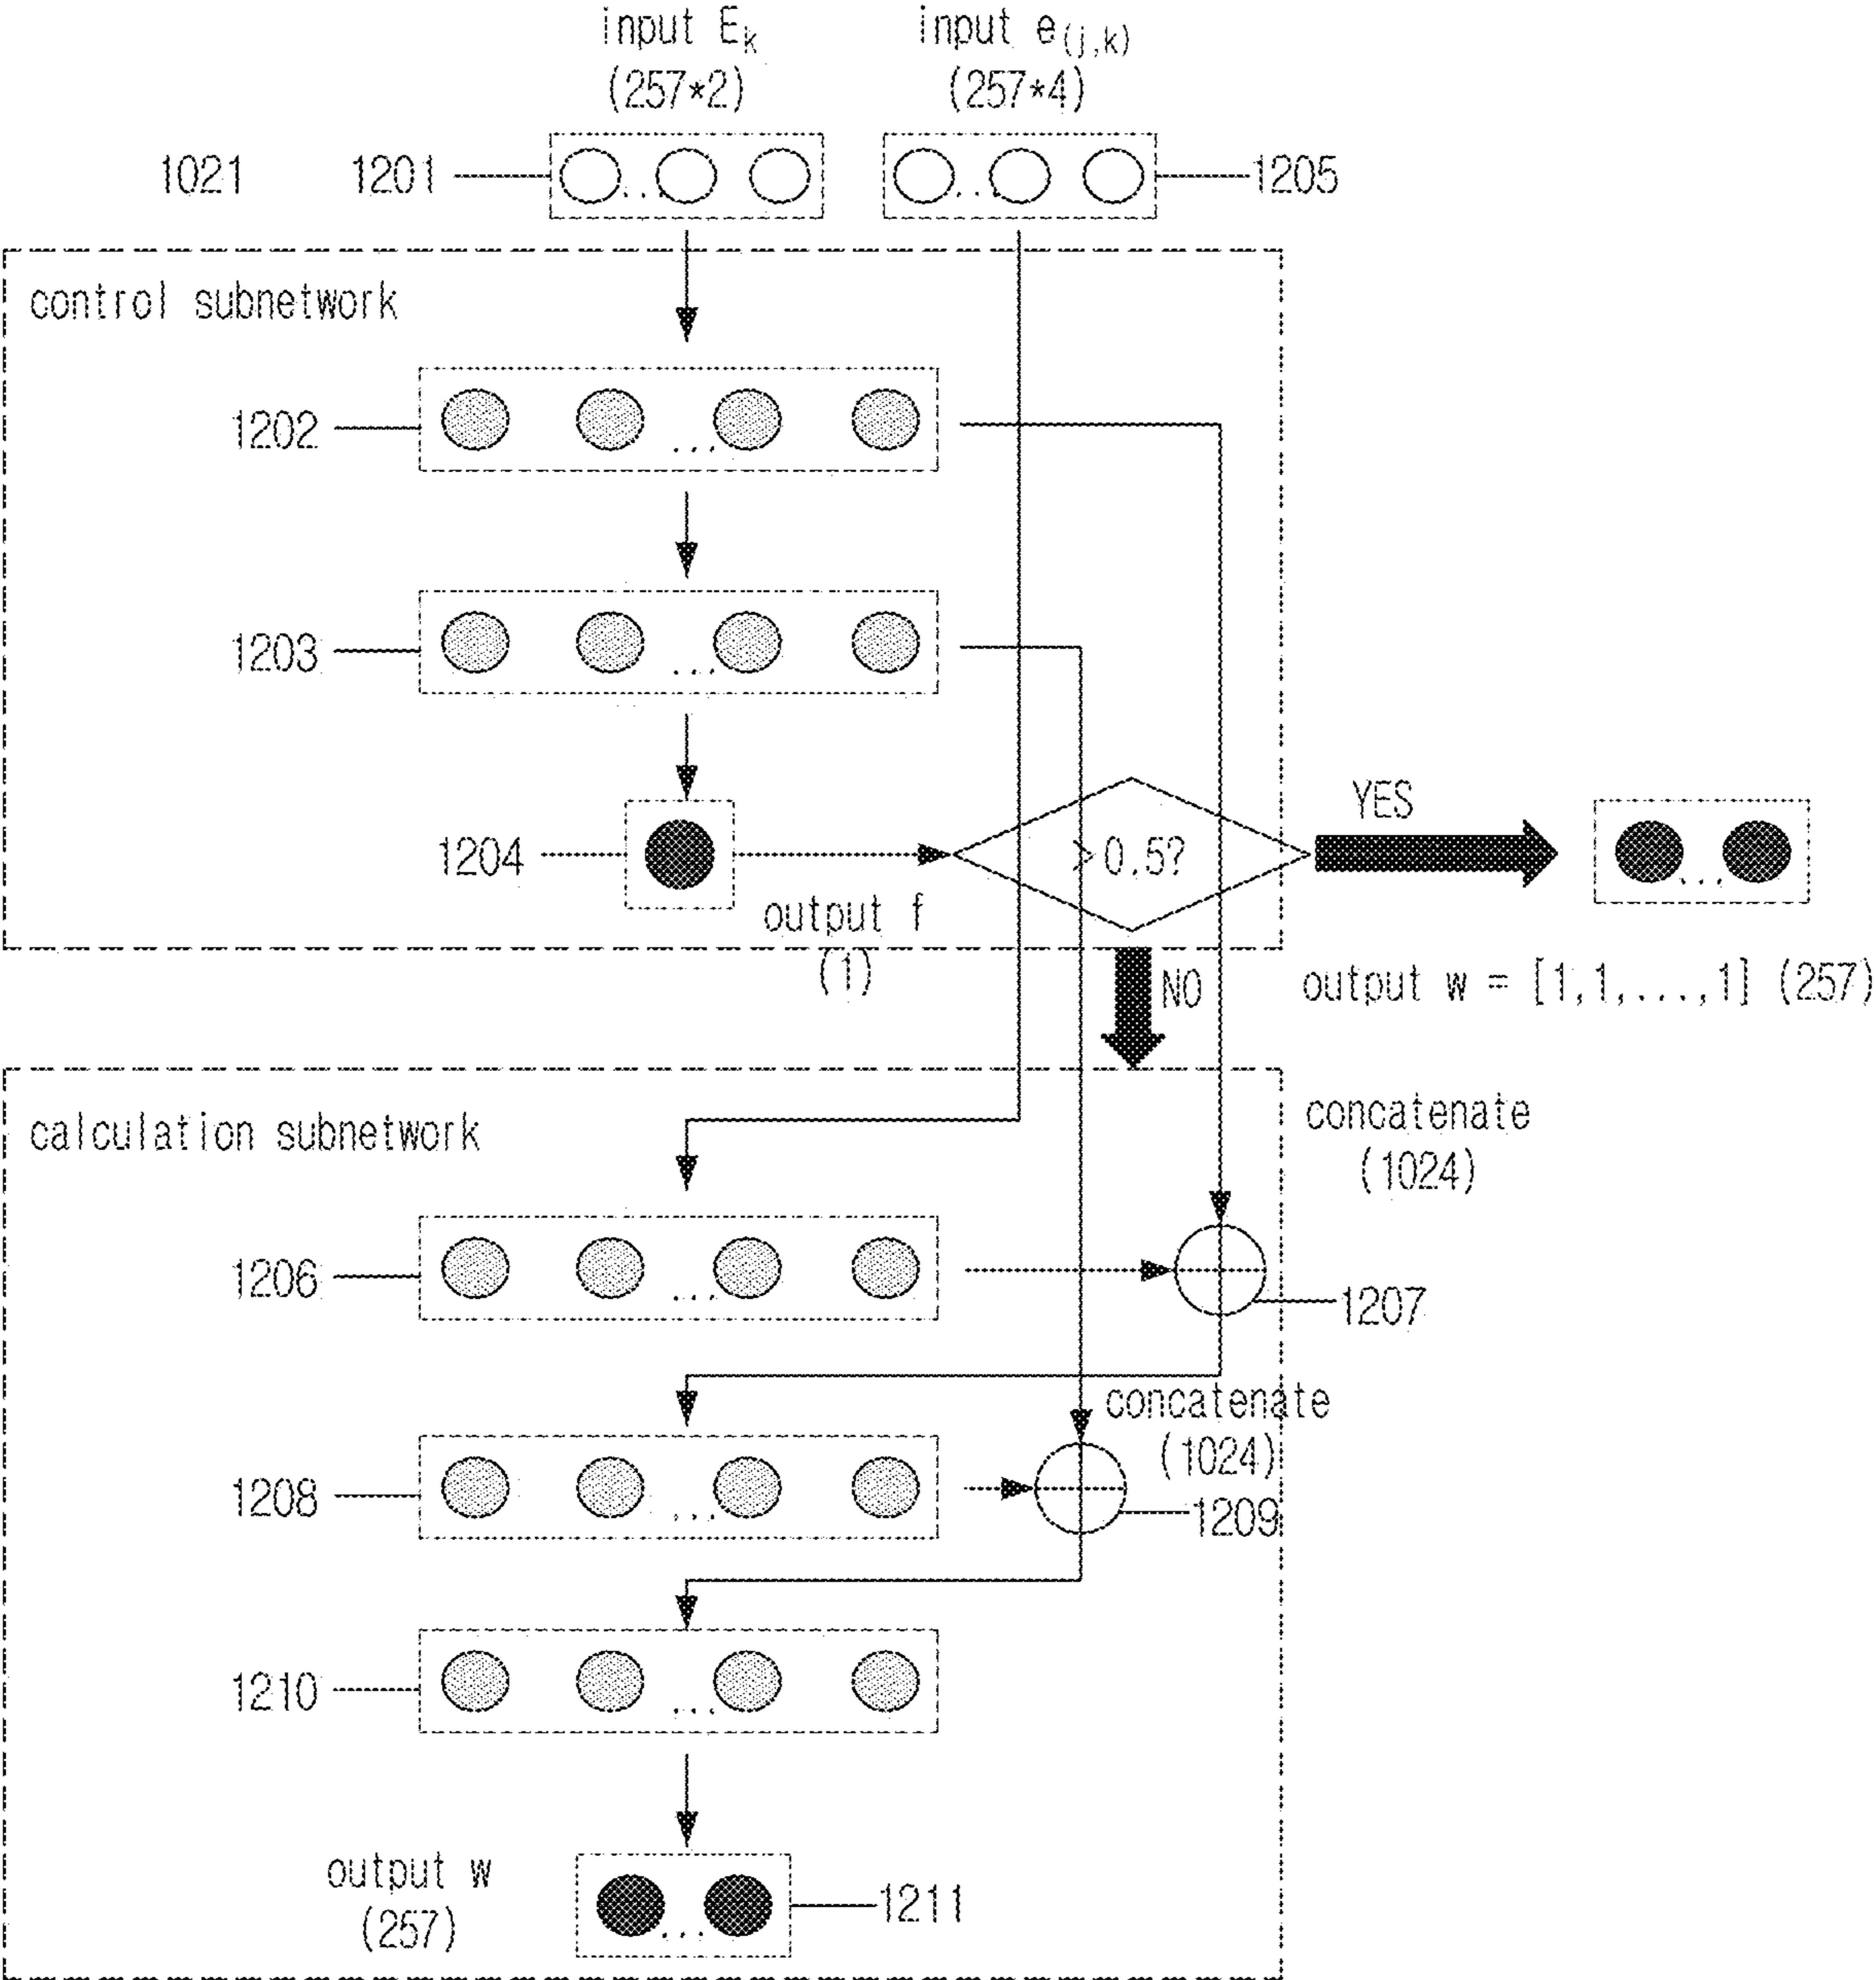 input Ek
(257*2)
input e(j,k)
(257*4)
1021
1201
...
...
1205
control subnetwork
1202
...
1203
...
1204
> 0.5?
YES
...
output f
(1)
NO
output w = [1,1,...,1] (257)
calculation subnetwork
concatenate
(1024)
1206
...
1207
concatenate
(1024)
1208
...
1209
1210
...
output w
(257)
...
1211